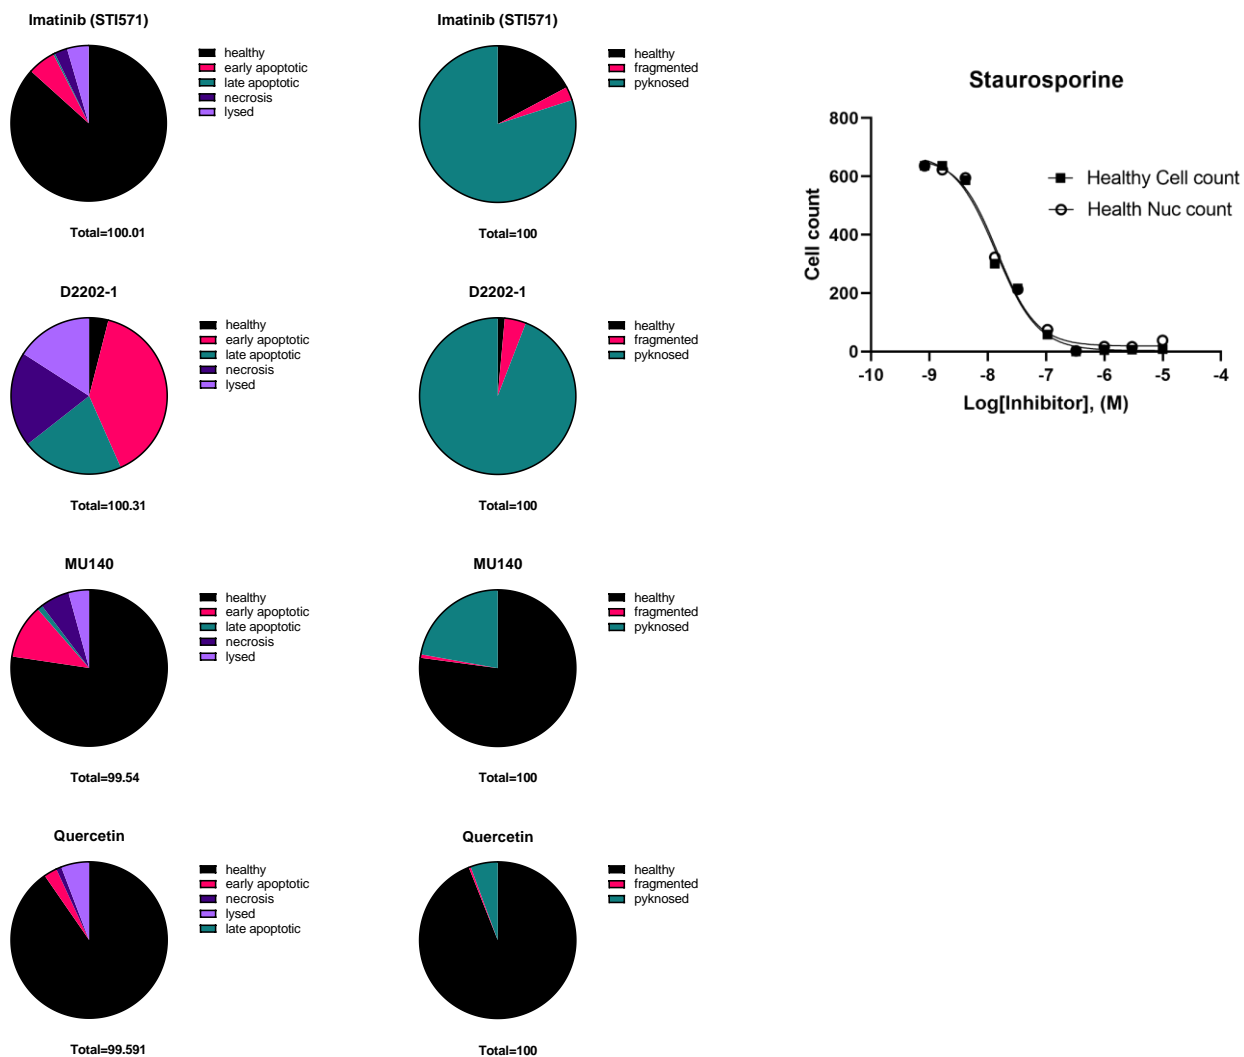 Imatinib (STI571)
healthy
early apoptotic
late apoptotic
necrosis
lysed
Total=100.01
Imatinib (STI571)
healthy
fragmented
pyknosed
Total=100
Staurosporine
800
600
400
200
0
Cell count
Healthy Cell count
Health Nuc count
-10 -9 -8 -7 -6 -5 -4
Log[Inhibitor], (M)
D2202-1
healthy
early apoptotic
late apoptotic
necrosis
lysed
Total=100.31
D2202-1
healthy
fragmented
pyknosed
Total=100
MU140
healthy
early apoptotic
late apoptotic
necrosis
lysed
Total=99.54
MU140
healthy
fragmented
pyknosed
Total=100
Quercetin
healthy
early apoptotic
necrosis
lysed
late apoptotic
Total=99.591
Quercetin
healthy
fragmented
pyknosed
Total=100